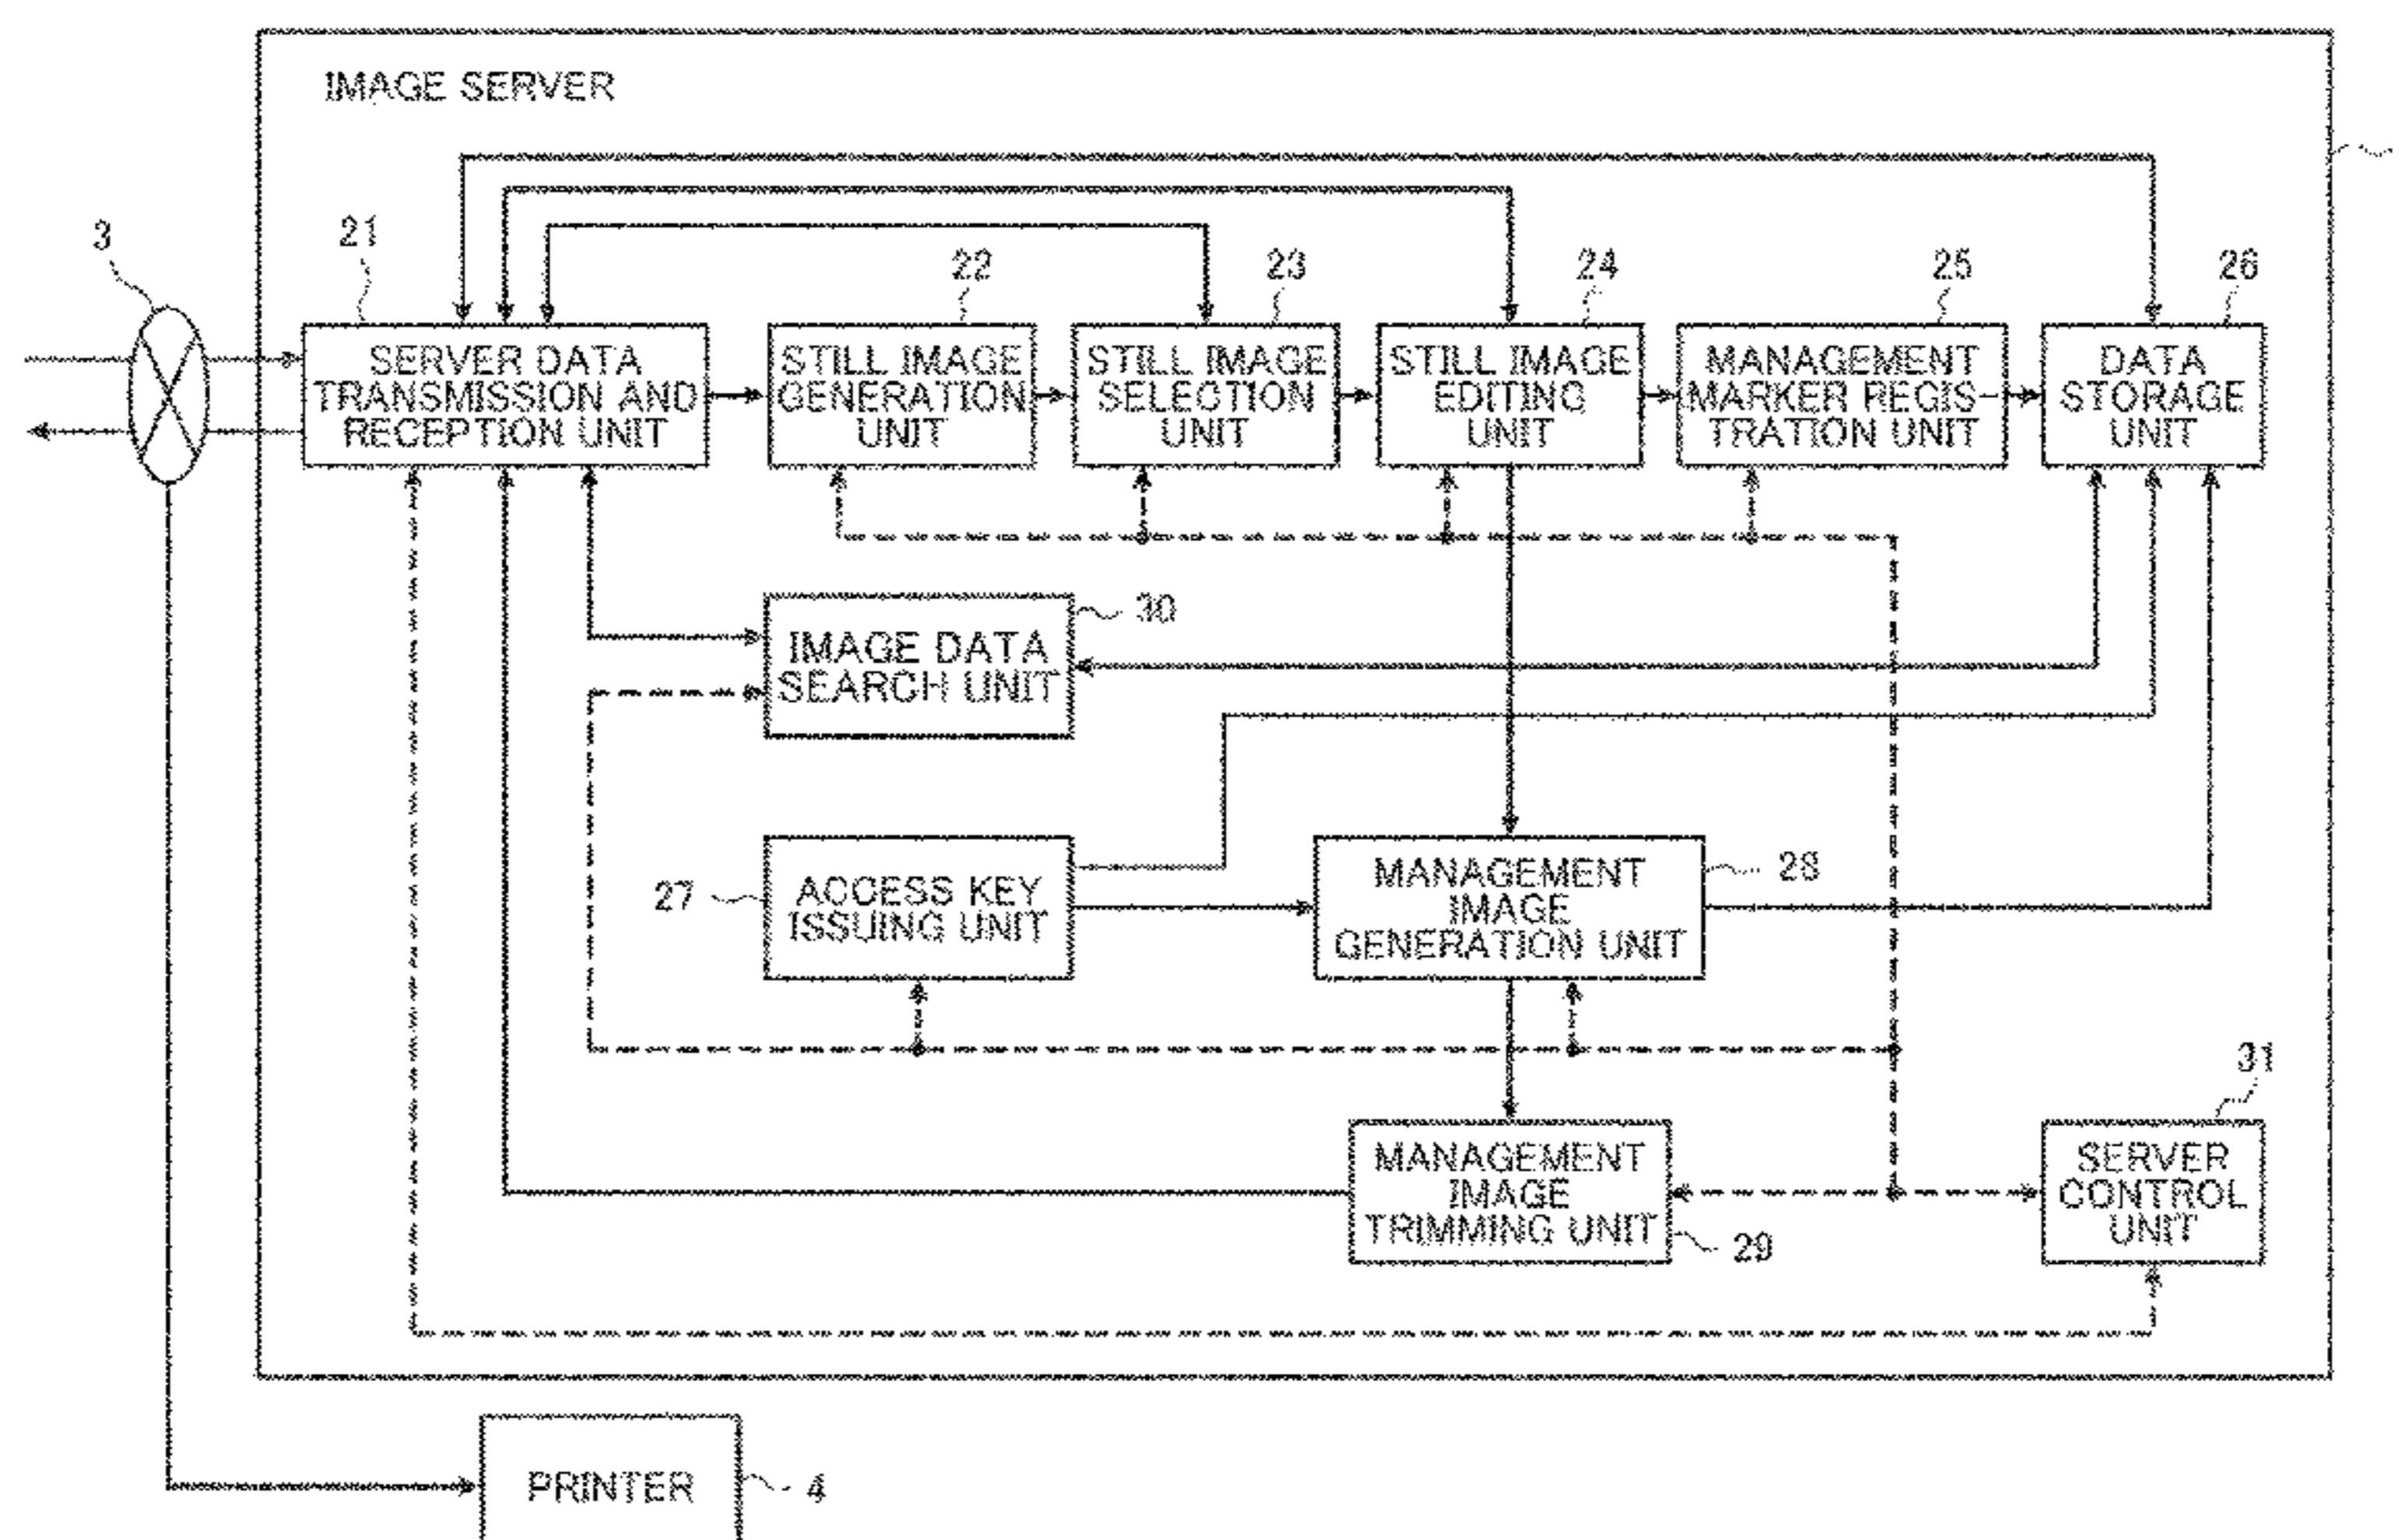 IMAGE SERVER
3
21
22
23
24
25
26
SERVER DATA
TRANSMISSION AND
RECEPTION UNIT
STILL IMAGE
GENERATION
UNIT
STILL IMAGE
SELECTION
UNIT
STILL IMAGE
EDITING
UNIT
MANAGEMENT
MARKER REGIS-
TRATION UNIT
DATA
STORAGE
UNIT
30
IMAGE DATA
SEARCH UNIT
27
ACCESS KEY
ISSUING UNIT
MANAGEMENT
IMAGE
GENERATION UNIT
28
31
MANAGEMENT
IMAGE
TRIMMING UNIT
29
SERVER
CONTROL
UNIT
PRINTER
4